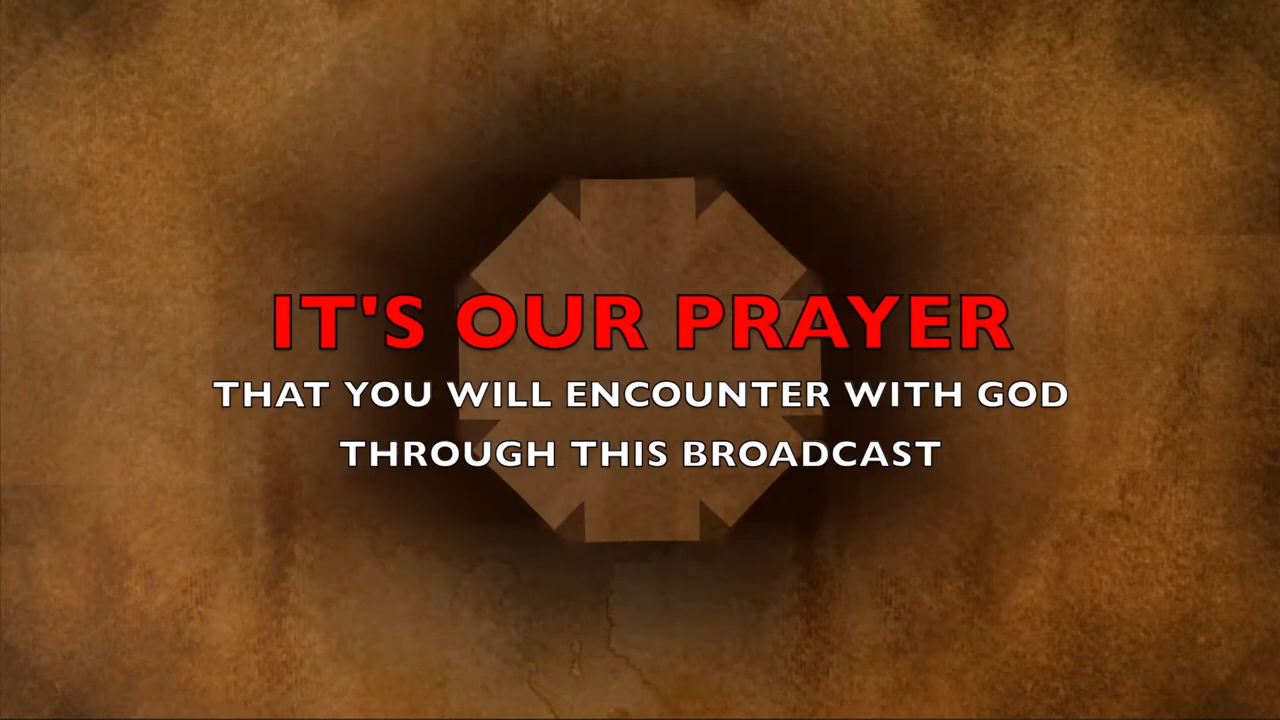 IT'S OUR PRAYER
THAT YOU WILL ENCOUNTER WITH GOD
THROUGH THIS BROADCAST